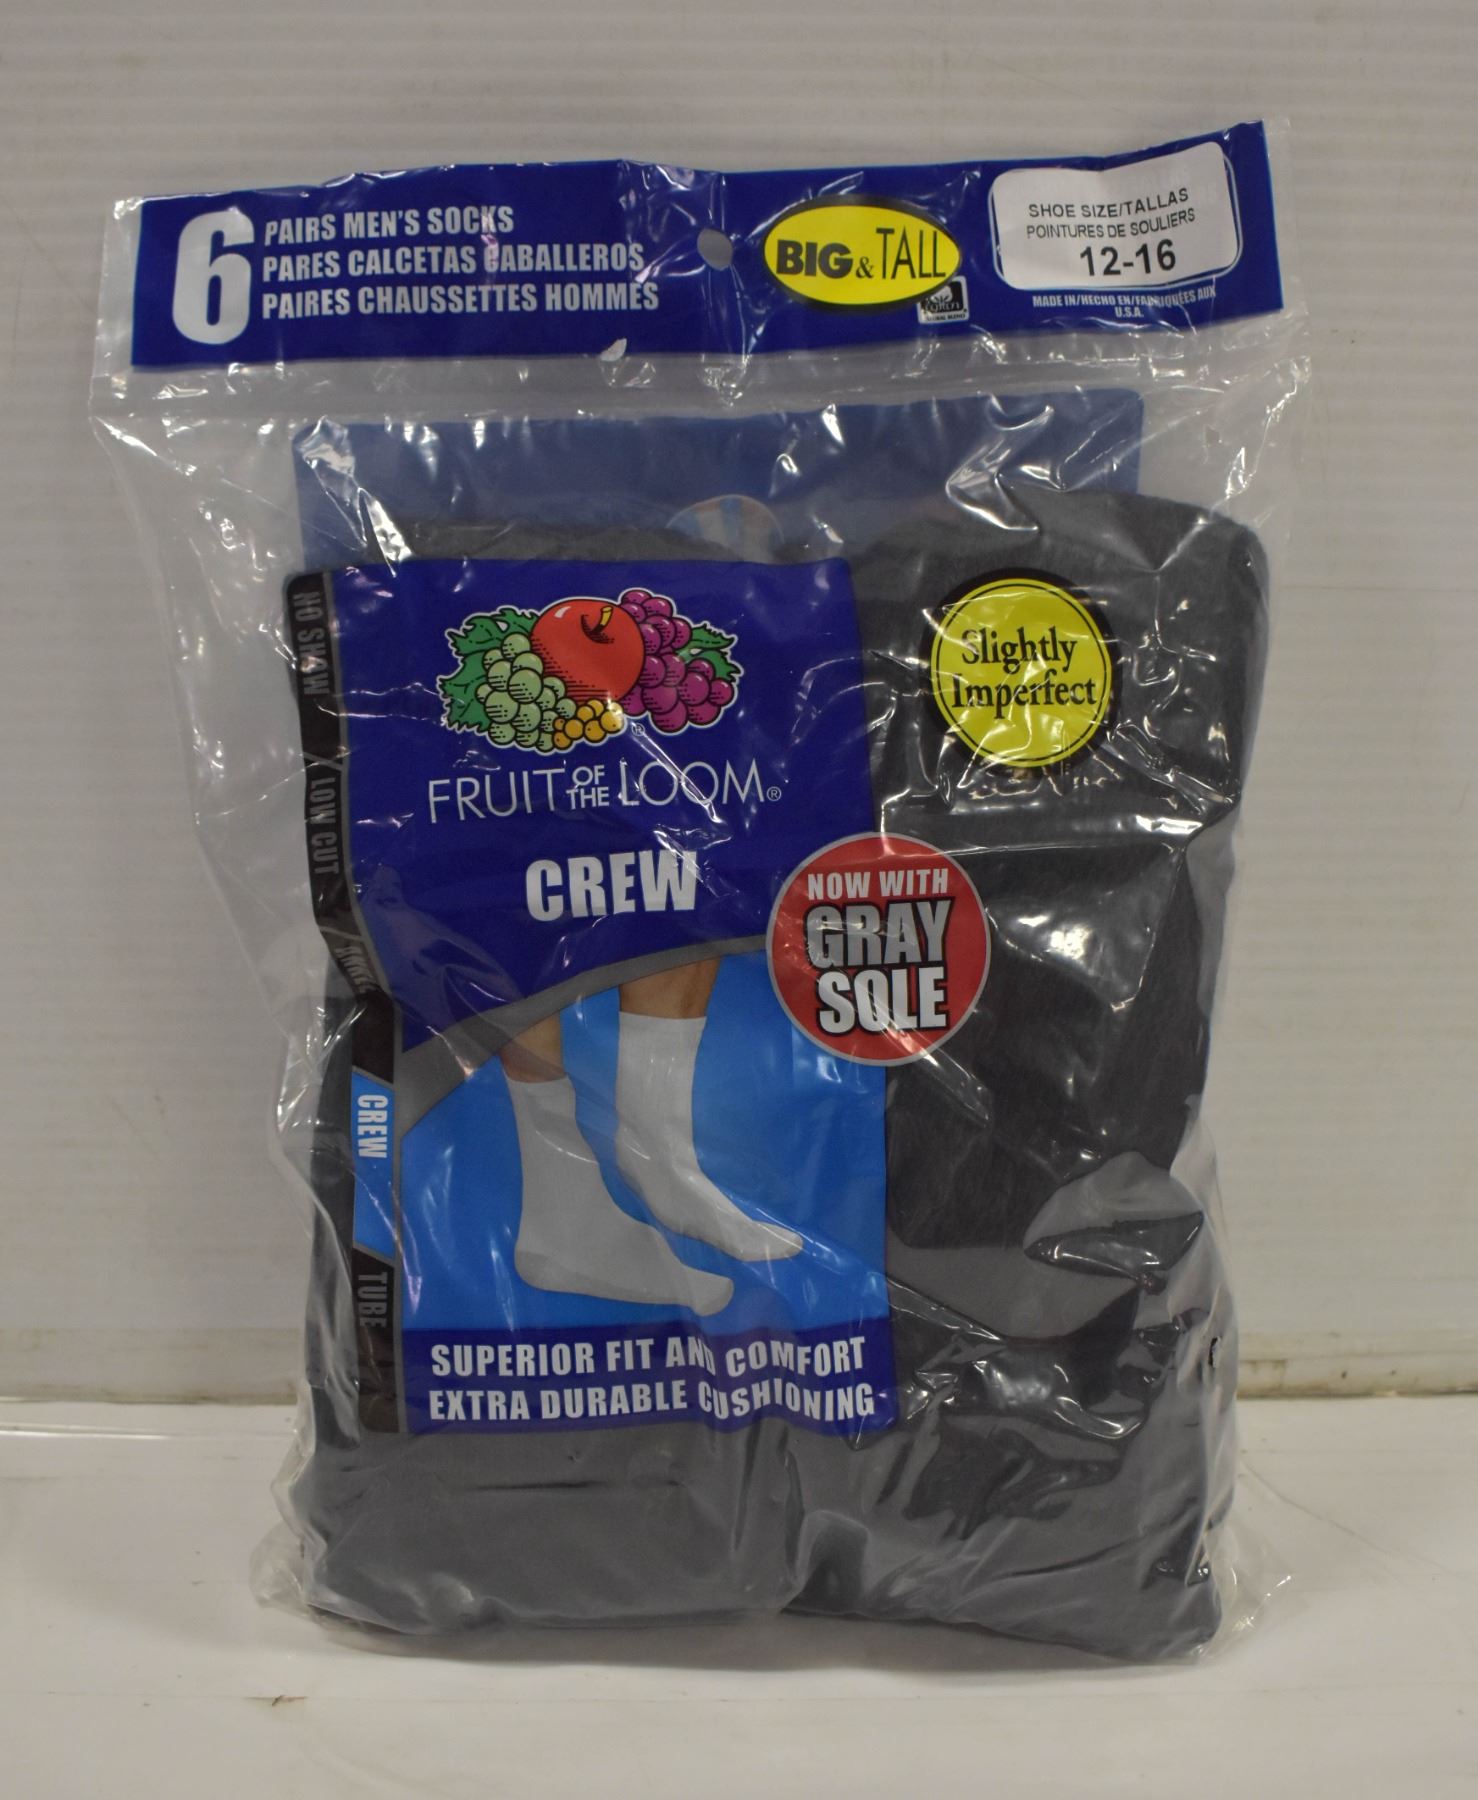 6
PAIRS MEN'S SOCKS
PARES CALCETAS CABALLEROS
PAIRES CHAUSSETTES HOMMES
BIG & TALL
SHOE SIZE/TALLAS
POINTURES DE SOULIERS
12-16
MADE IN/HECHO EN/FABRIQUÉES AUX
U.S.A.
NO SHOW
LOW CUT
ANKLE
CREW
TUBE
FRUIT OF THE LOOM®
CREW
Slightly
Imperfect
NOW WITH
GRAY
SOLE
SUPERIOR FIT AND COMFORT
EXTRA DURABLE CUSHIONING